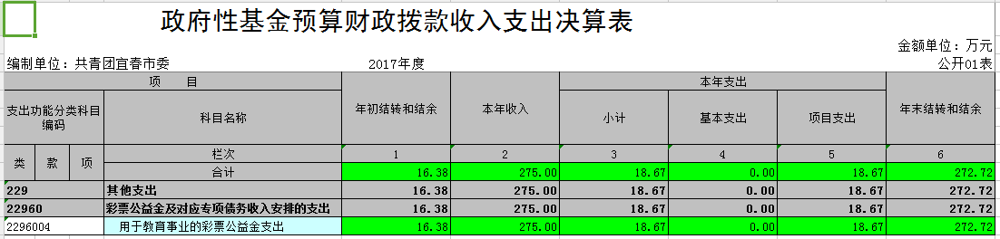 政府性基金预算财政拨款收入支出决算表
金额单位：万元
编制单位：共青团宜春市委 2017年度 公开01表
项 目 年初结转和结余 本年收入 本年支出 年末结转和结余
支出功能分类科目编码 科目名称 小计 基本支出 项目支出
类 款 项 栏次 1 2 3 4 5 6
合计 16.38 275.00 18.67 0.00 18.67 272.72
229 其他支出 16.38 275.00 18.67 0.00 18.67 272.72
22960 彩票公益金及对应专项债务收入安排的支出 16.38 275.00 18.67 0.00 18.67 272.72
2296004 用于教育事业的彩票公益金支出 16.38 275.00 18.67 0.00 18.67 272.72